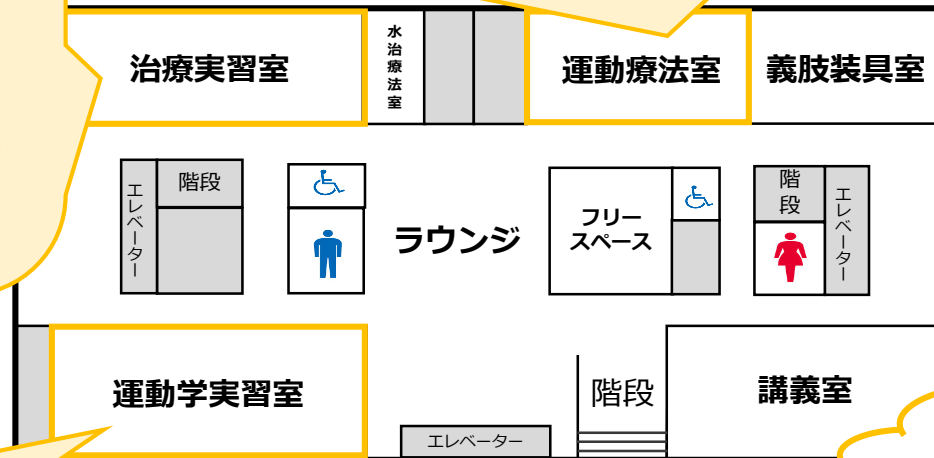 治療実習室
水治療法室
運動療法室
義肢装具室
エレベーター
階段
ラウンジ
フリー
スペース
階
段
エレベーター
運動学実習室
エレベーター
階段
講義室